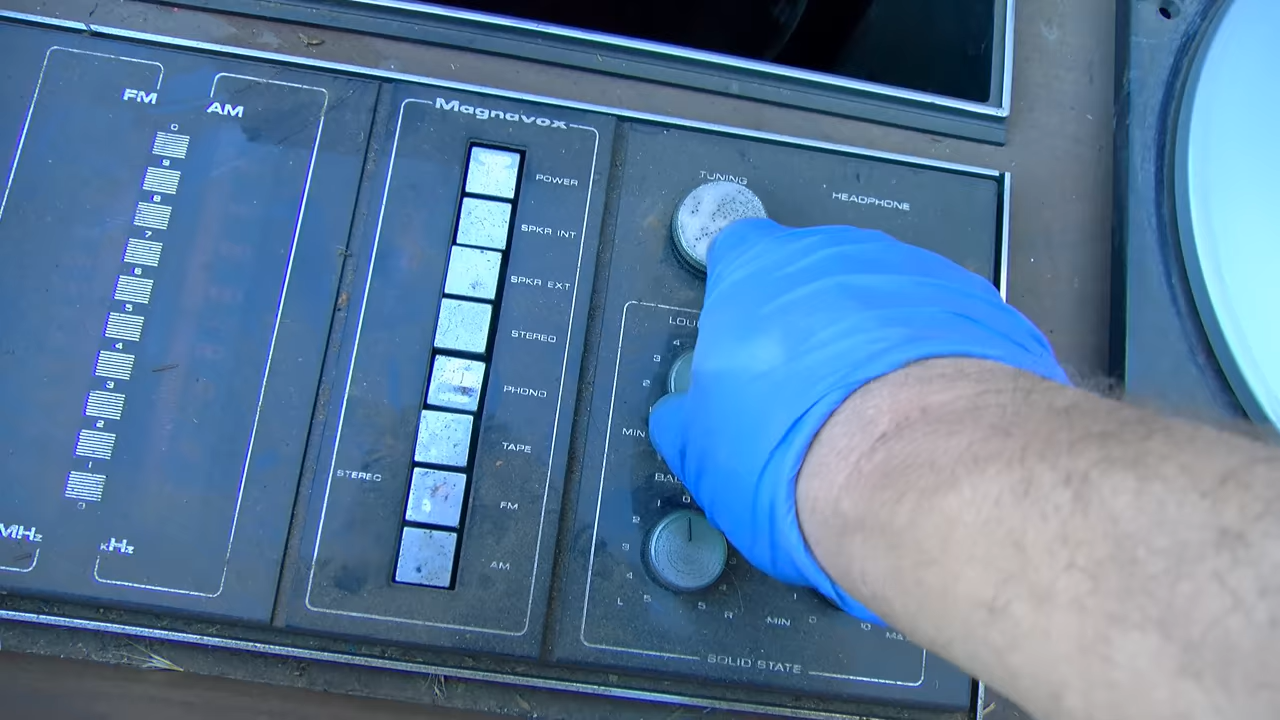 FM
AM
0
9
8
7
6
5
4
3
2
1
0
MHz
kHz
Magnavox
POWER
SPKR INT
SPKR EXT
STEREO
PHONO
TAPE
STEREO
FM
AM
TUNING
HEADPHONE
4
3
2
MIN
1
0
2
3
3
4
4
L
5
5
R
MIN
0
1
10
SOLID STATE